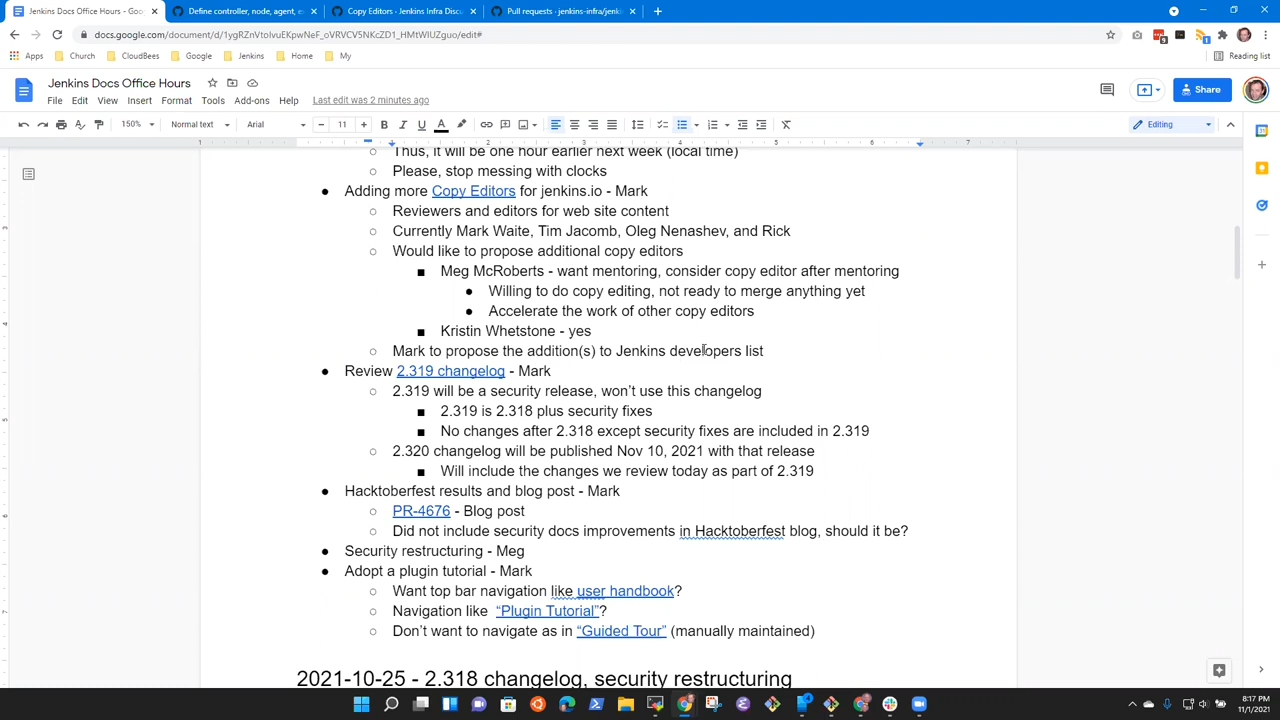 Jenkins Docs Office Hours - Goo
Define controller, node, agent, e
Copy Editors - Jenkins Infra Discu
Pull requests · jenkins-infra/jenki
docs.google.com/document/d/1ygRZnVtoIvuEKpwNeF_oVRVCV5NKcZD1_HMtWIUZguo/edit#
Apps
Church
CloudBees
Google
Jenkins
Home
My
Reading list
Jenkins Docs Office Hours
File Edit View Insert Format Tools Add-ons Help Last edit was 2 minutes ago
Share
150% Normal text Arial 11 Editing
Thus, it will be one hour earlier next week (local time)
Please, stop messing with clocks
Adding more Copy Editors for jenkins.io - Mark
Reviewers and editors for web site content
Currently Mark Waite, Tim Jacomb, Oleg Nenashev, and Rick
Would like to propose additional copy editors
Meg McRoberts - want mentoring, consider copy editor after mentoring
Willing to do copy editing, not ready to merge anything yet
Accelerate the work of other copy editors
Kristin Whetstone - yes
Mark to propose the addition(s) to Jenkins developers list
Review 2.319 changelog - Mark
2.319 will be a security release, won't use this changelog
2.319 is 2.318 plus security fixes
No changes after 2.318 except security fixes are included in 2.319
2.320 changelog will be published Nov 10, 2021 with that release
Will include the changes we review today as part of 2.319
Hacktoberfest results and blog post - Mark
PR-4676 - Blog post
Did not include security docs improvements in Hacktoberfest blog, should it be?
Security restructuring - Meg
Adopt a plugin tutorial - Mark
Want top bar navigation like user handbook?
Navigation like “Plugin Tutorial”?
Don't want to navigate as in “Guided Tour” (manually maintained)
2021-10-25 - 2.318 changelog, security restructuring
8:17 PM
11/1/2021